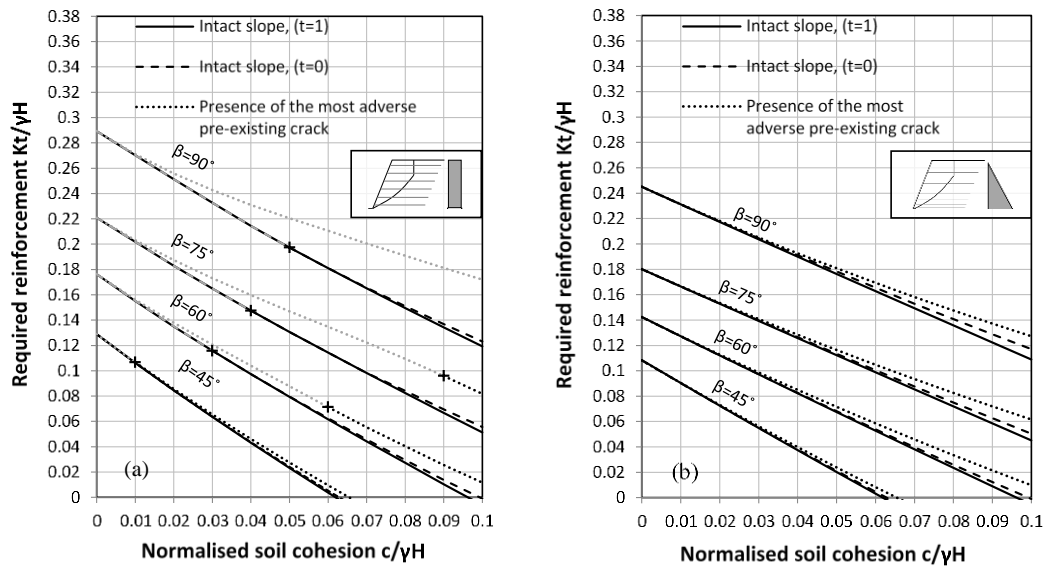 Required reinforcement Kt/γH
0.38
0.36
0.34
0.32
0.3
0.28
0.26
0.24
0.22
0.2
0.18
0.16
0.14
0.12
0.1
0.08
0.06
0.04
0.02
0
Intact slope, (t=1)
Intact slope, (t=0)
Presence of the most adverse
pre-existing crack
β=90°
β=75°
β=60°
β=45°
(a)
0 0.01 0.02 0.03 0.04 0.05 0.06 0.07 0.08 0.09 0.1
Normalised soil cohesion c/γH
Required reinforcement Kt/γH
0.38
0.36
0.34
0.32
0.3
0.28
0.26
0.24
0.22
0.2
0.18
0.16
0.14
0.12
0.1
0.08
0.06
0.04
0.02
0
Intact slope, (t=1)
Intact slope, (t=0)
Presence of the most
adverse pre-existing crack
β=90°
β=75°
β=60°
β=45°
(b)
0 0.01 0.02 0.03 0.04 0.05 0.06 0.07 0.08 0.09 0.1
Normalised soil cohesion c/γH